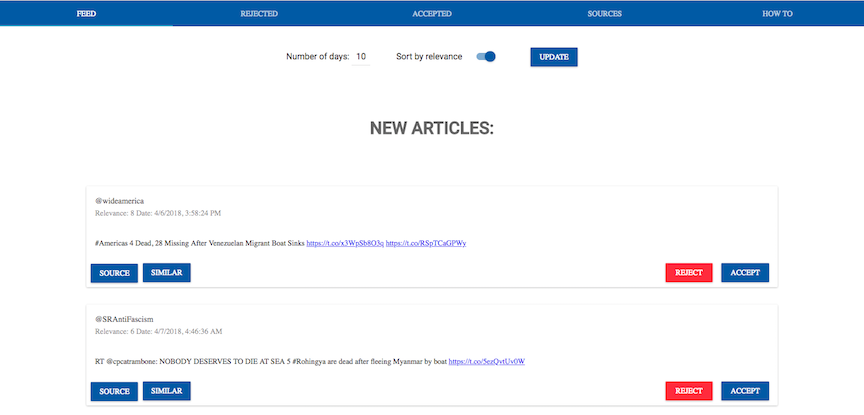 FEED REJECTED ACCEPTED SOURCES HOW TO
Number of days: 10 Sort by relevance UPDATE
NEW ARTICLES:
@wideamerica
Relevance: 8 Date: 4/6/2018, 3:58:24 PM
#Americas 4 Dead, 28 Missing After Venezuelan Migrant Boat Sinks https://t.co/x3WpSb8O3q https://t.co/RSpTCaGPWy
SOURCE SIMILAR REJECT ACCEPT
@SRAntiFascism
Relevance: 6 Date: 4/7/2018, 4:46:36 AM
RT @cpcatrambone: NOBODY DESERVES TO DIE AT SEA 5 #Rohingya are dead after fleeing Myanmar by boat https://t.co/5ezQvtUv0W
SOURCE SIMILAR REJECT ACCEPT